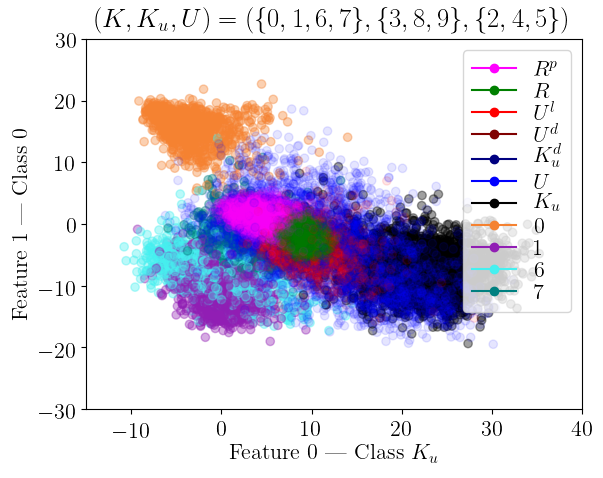 (K, K_u, U) = ({0, 1, 6, 7}, {3, 8, 9}, {2, 4, 5})
30
20
10
0
−10
−20
−30
Feature 1 — Class 0
R^p
R
U^l
U^d
K_u^d
U
K_u
0
1
6
7
−10
0
10
20
30
40
Feature 0 — Class K_u